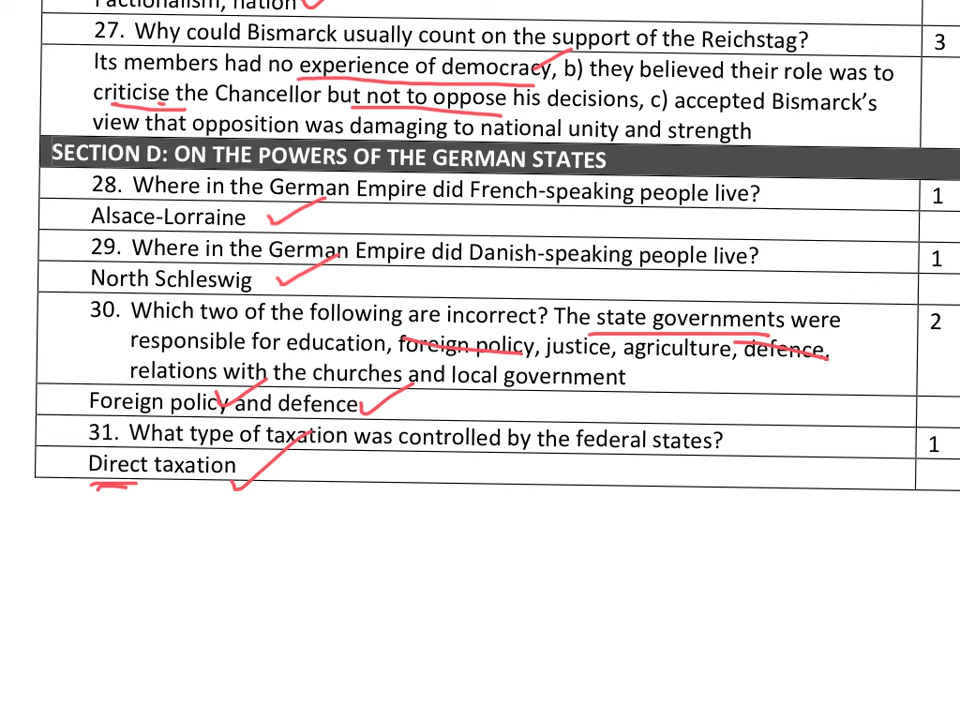 Factionalism, nation
27. Why could Bismarck usually count on the support of the Reichstag? 3
Its members had no experience of democracy, b) they believed their role was to
criticise the Chancellor but not to oppose his decisions, c) accepted Bismarck's
view that opposition was damaging to national unity and strength
SECTION D: ON THE POWERS OF THE GERMAN STATES
28. Where in the German Empire did French-speaking people live? 1
Alsace-Lorraine
29. Where in the German Empire did Danish-speaking people live? 1
North Schleswig
30. Which two of the following are incorrect? The state governments were 2
responsible for education, foreign policy, justice, agriculture, defence,
relations with the churches and local government
Foreign policy and defence
31. What type of taxation was controlled by the federal states? 1
Direct taxation